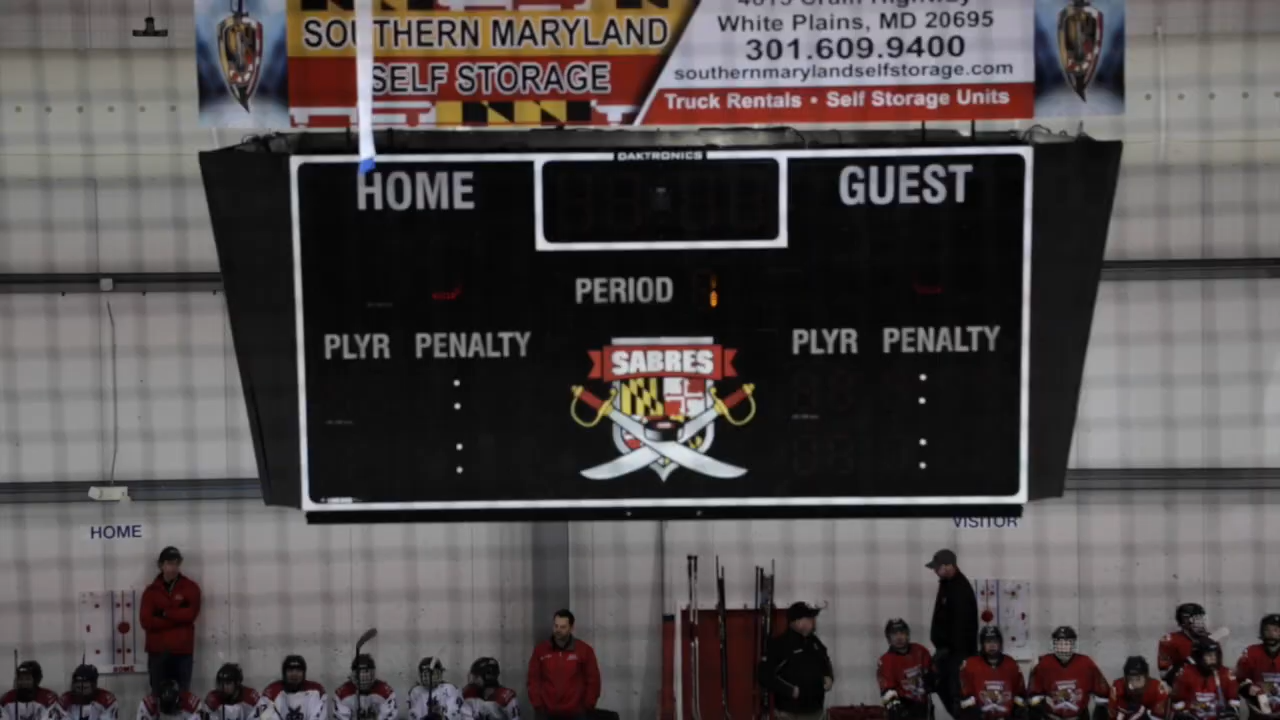 SOUTHERN MARYLAND
SELF STORAGE
White Plains, MD 20695
301.609.9400
southernmarylandselfstorage.com
Truck Rentals • Self Storage Units
DAKTRONICS
HOME
GUEST
PERIOD
PLYR PENALTY
PLYR PENALTY
SABRES
HOME
VISITOR